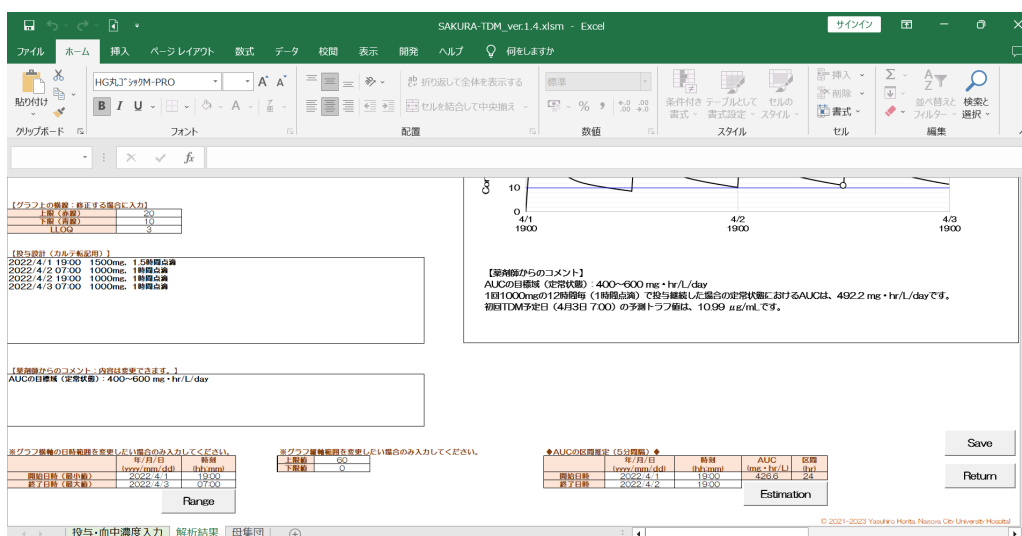 SAKURA-TDM_ver.1.4.xlsm - Excel
サインイン
ファイル ホーム 挿入 ページ レイアウト 数式 データ 校閲 表示 開発 ヘルプ 何をしますか
貼り付け
HG丸ｺﾞｼｯｸM-PRO
B I U
A A
折り返して全体を表示する
セルを結合して中央揃え
標準
% 9
条件付き 書式
テーブルとして 書式設定
セルの スタイル
挿入
削除
書式
並べ替えと フィルター
検索と 選択
クリップボード フォント 配置 数値 スタイル セル 編集
fx
【グラフ上の横線：修正する場合に入力】
上限（赤線） 20
下限（青線） 10
LLOQ 3
Cor
10
0
4/1 4/2 4/3
1900 1900 1900
【投与設計（カルテ転記用）】
2022/4/1 19:00 1500mg, 1.5時間点滴
2022/4/2 07:00 1000mg, 1時間点滴
2022/4/2 19:00 1000mg, 1時間点滴
2022/4/3 07:00 1000mg, 1時間点滴
【薬剤師からのコメント】
AUCの目標域（定常状態）：400～600 mg・hr/L/day
1回1000mgの12時間毎（1時間点滴）で投与継続した場合の定常状態におけるAUCは、492.2 mg・hr/L/dayです。
初回TDM予定日（4月3日 7:00）の予測トラフ値は、10.99 μg/mLです。
【薬剤師からのコメント：内容は変更できます。】
AUCの目標域（定常状態）：400～600 mg・hr/L/day
※グラフ横軸の日時範囲を変更したい場合のみ入力してください。
年/月/日 時刻
(yyyy/mm/dd) (hh:mm)
開始日時（最小値） 2022/4/1 19:00
終了日時（最大値） 2022/4/3 07:00
Range
※グラフ縦軸範囲を変更したい場合のみ入力してください。
上限値 60
下限値 0
◆AUCの区間推定（5分間隔）◆
年/月/日 時刻 AUC 区間
(yyyy/mm/dd) (hh:mm) (mg・hr/L) (hr)
開始日時 2022/4/1 19:00 426.6 24
終了日時 2022/4/2 19:00
Estimation
Save
Return
© 2021-2023 Yasuhiro Horita, Nagoya City University Hospital
投与・血中濃度入力 解析結果 母集団